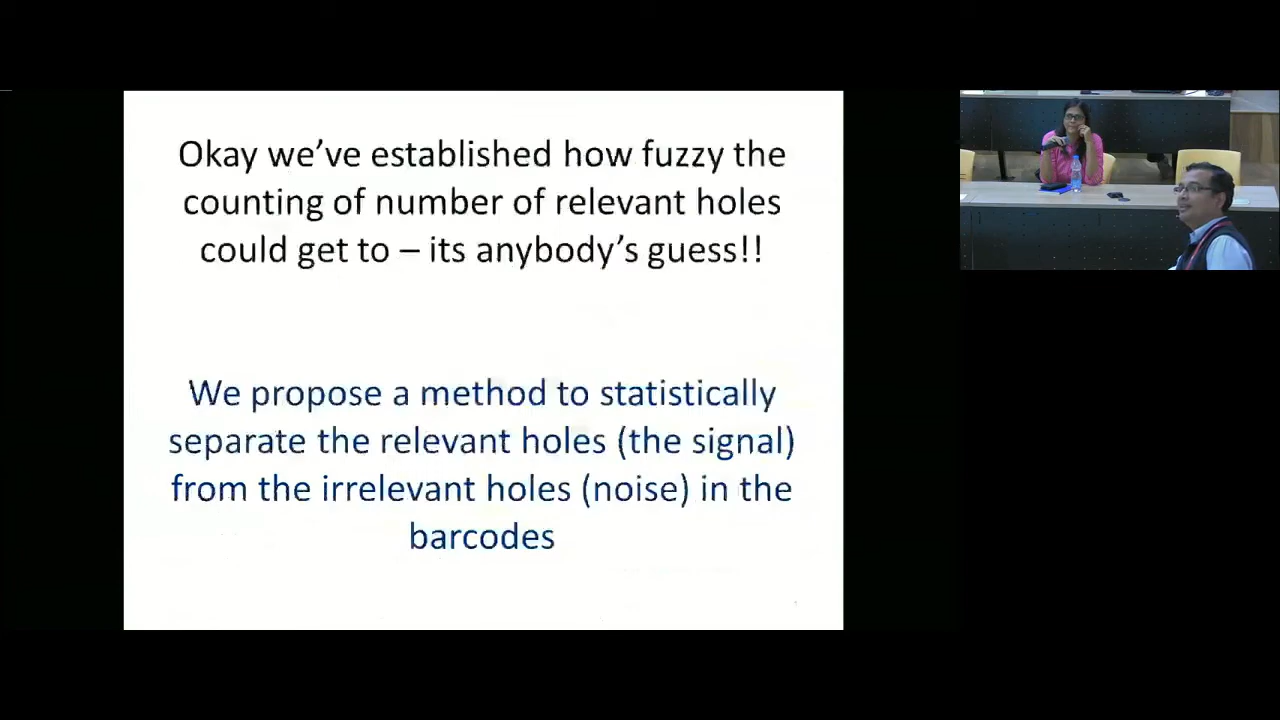 Okay we’ve established how fuzzy the
counting of number of relevant holes
could get to – its anybody’s guess!!
We propose a method to statistically
separate the relevant holes (the signal)
from the irrelevant holes (noise) in the
barcodes